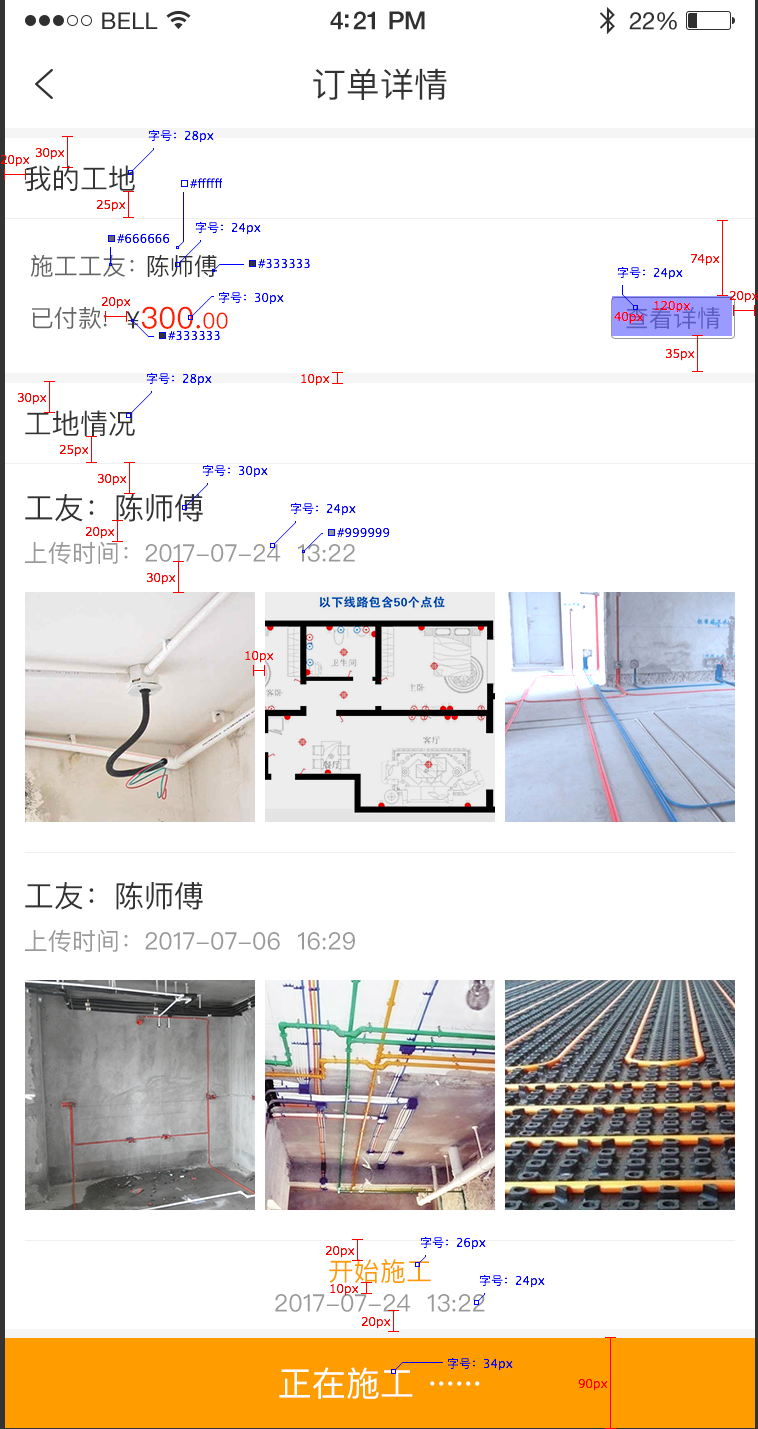 BELL 4:21 PM 22%
订单详情
字号：28px
30px
20px
我的工地
#ffffff
25px
字号：24px
#666666
74px
施工工友：陈师傅 #333333
字号：24px
20px 字号：30px 120px 20px
已付款：¥300.00 40px 查看详情
#333333
35px
字号：28px 10px
30px
工地情况
25px
字号：30px
30px
工友：陈师傅 字号：24px
20px #999999
上传时间：2017-07-24 13:22
30px
以下线路包含50个点位
10px
卫生间
客卧 主卧
客厅
餐厅
工友：陈师傅
上传时间：2017-07-06 16:29
字号：26px
20px
开始施工
字号：24px
10px
2017-07-24 13:22
20px
字号：34px
正在施工 ······
90px